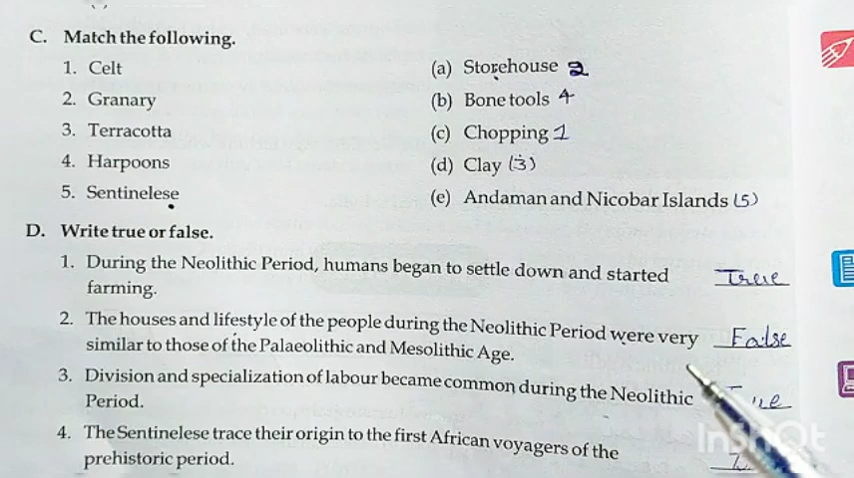 C. Match the following.
1. Celt (a) Storehouse 2
2. Granary (b) Bone tools 4
3. Terracotta (c) Chopping 1
4. Harpoons (d) Clay (3)
5. Sentinelese (e) Andaman and Nicobar Islands (5)
D. Write true or false.
1. During the Neolithic Period, humans began to settle down and started True
farming.
2. The houses and lifestyle of the people during the Neolithic Period were very False
similar to those of the Palaeolithic and Mesolithic Age.
3. Division and specialization of labour became common during the Neolithic
Period.
4. The Sentinelese trace their origin to the first African voyagers of the
prehistoric period.
InShOt